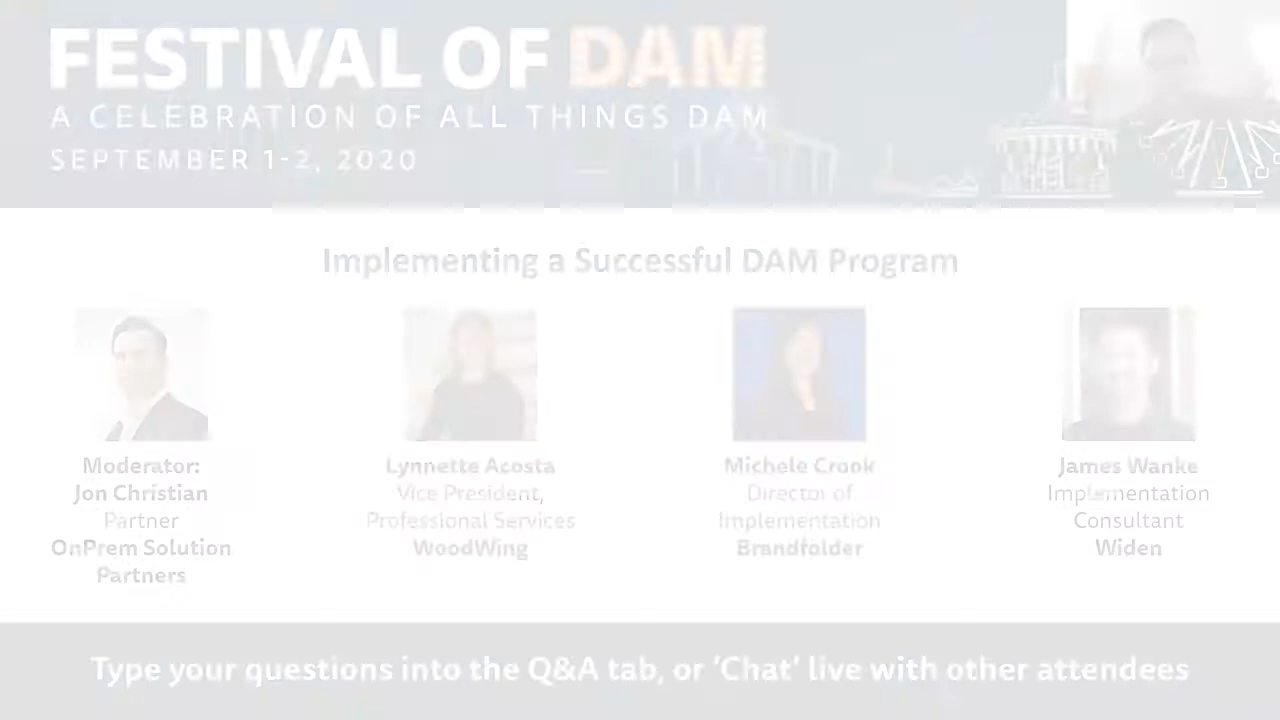 FESTIVAL OF DAM
A CELEBRATION OF ALL THINGS DAM
SEPTEMBER 1-2, 2020
Implementing a Successful DAM Program
Moderator:
Jon Christian
Partner
OnPrem Solution
Partners
Lynnette Acosta
Vice President,
Professional Services
WoodWing
Michele Crook
Director of
Implementation
Brandfolder
James Wanke
Implementation
Consultant
Widen
Type your questions into the Q&A tab, or 'Chat' live with other attendees